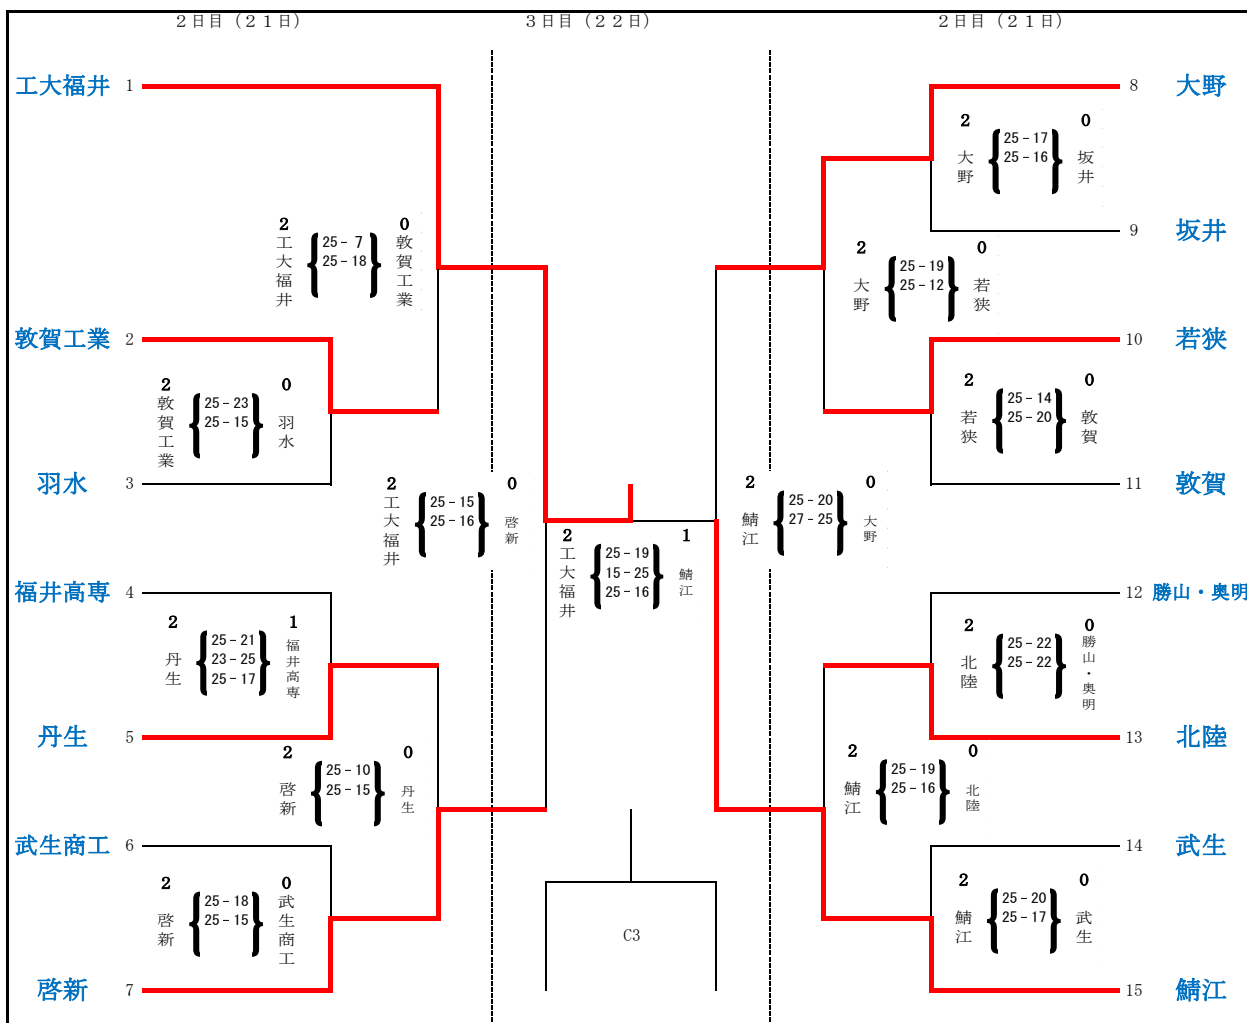 2日目（21日）
3日目（22日）
2日目（21日）
工大福井 1
2 0
工大福井 25-7 敦賀工業
25-18
敦賀工業 2
2 0
敦賀工業 25-23 羽水
25-15
羽水 3
2 0
工大福井 25-15 啓新
25-16
福井高専 4
2 1
丹生 25-21 福井高専
23-25
25-17
丹生 5
2 0
啓新 25-10 丹生
25-15
武生商工 6
2 0
啓新 25-18 武生商工
25-15
啓新 7
2 1
工大福井 25-19 鯖江
15-25
25-16
C3
8 大野
2 0
大野 25-17 坂井
25-16
9 坂井
2 0
大野 25-19 若狭
25-12
10 若狭
2 0
若狭 25-14 敦賀
25-20
11 敦賀
2 0
鯖江 25-20 大野
27-25
12 勝山・奥明
2 0
北陸 25-22 勝山・奥明
25-22
13 北陸
2 0
鯖江 25-19 北陸
25-16
14 武生
2 0
鯖江 25-20 武生
25-17
15 鯖江